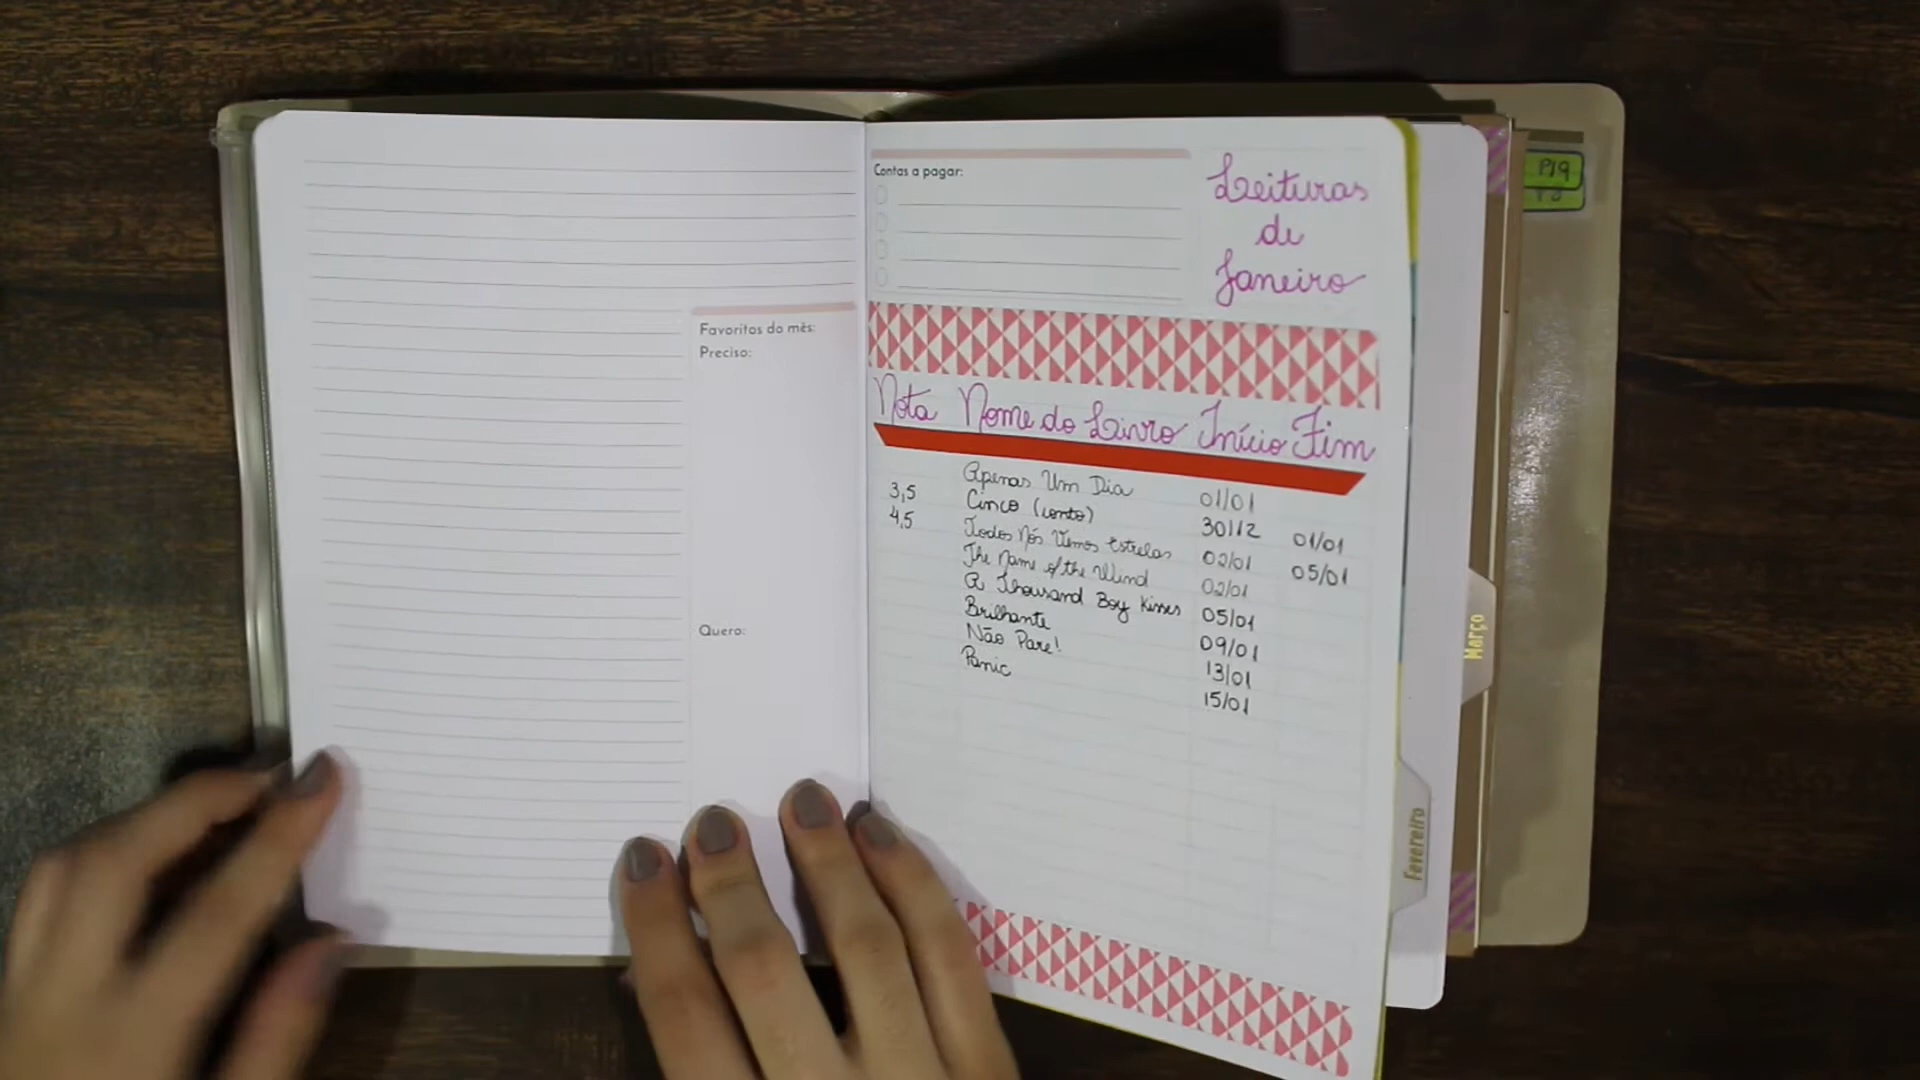 Favoritos do mês:
Preciso:
Quero:
Contas a pagar:
Leituras
de
Janeiro
Nota Nome do Livro Início Fim
Apenas Um Dia 01/01
3,5 Cinco (conto) 30/12 01/01
4,5 Todos Nós Vemos Estrelas 02/01 05/01
The Name of the Wind 02/01
A Thousand Boy Kisses 05/01
Brilhante 09/01
Não Pare! 13/01
Panic 15/01
Março
Fevereiro
P19